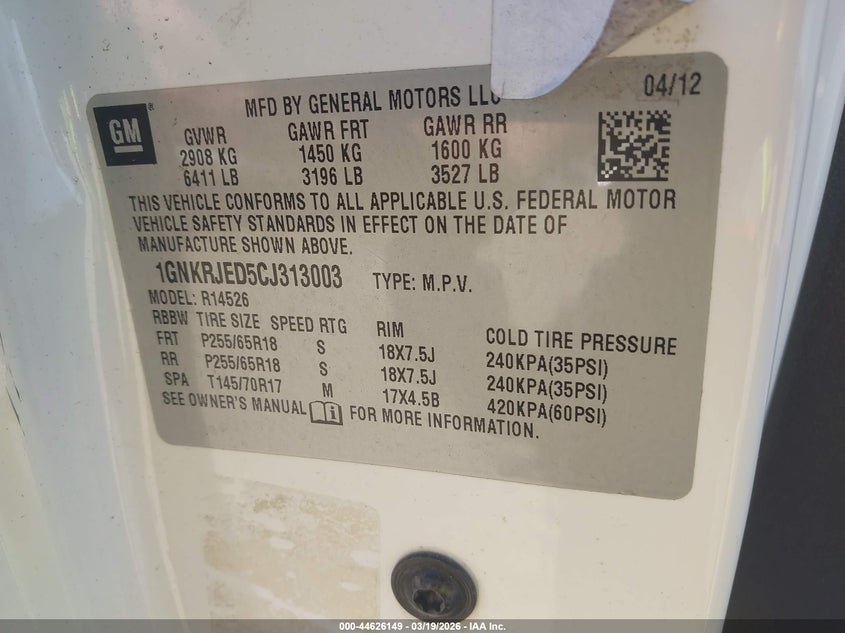 GM
MFD BY GENERAL MOTORS LLC
04/12
GVWR GAWR FRT GAWR RR
2908 KG 1450 KG 1600 KG
6411 LB 3196 LB 3527 LB
THIS VEHICLE CONFORMS TO ALL APPLICABLE U.S. FEDERAL MOTOR
VEHICLE SAFETY STANDARDS IN EFFECT ON THE DATE OF
MANUFACTURE SHOWN ABOVE.
1GNKRJED5CJ313003 TYPE: M.P.V.
MODEL: R14526
RBBW TIRE SIZE SPEED RTG RIM COLD TIRE PRESSURE
FRT P255/65R18 S 18X7.5J 240KPA(35PSI)
RR P255/65R18 S 18X7.5J 240KPA(35PSI)
SPA T145/70R17 M 17X4.5B 420KPA(60PSI)
SEE OWNER'S MANUAL FOR MORE INFORMATION.
000-44626149 - 03/19/2026 - IAA Inc.